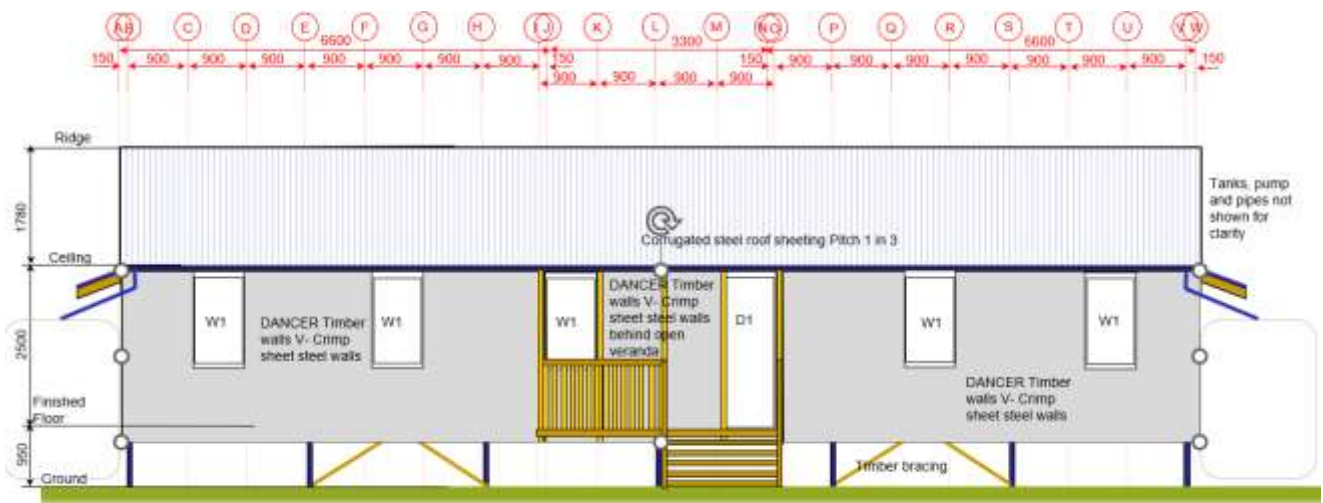 A B C D E F G H I J K L M N O P Q R S T U V W
6600 3300 6600
150 900 900 900 900 900 900 900 150 150 900 900 900 900 900 900 900 150
900 900 900 900
Ridge
1780
Tanks, pump
and pipes not
shown for
clarity
Corrugated steel roof sheeting Pitch 1 in 3
Ceiling
2500
W1
DANCER Timber
walls V- Crimp
sheet steel walls
W1
W1
DANCER Timber
walls V- Crimp
sheet steel walls
behind open
veranda
D1
W1
W1
DANCER Timber
walls V- Crimp
sheet steel walls
Finished
Floor
950
Timber bracing
Ground